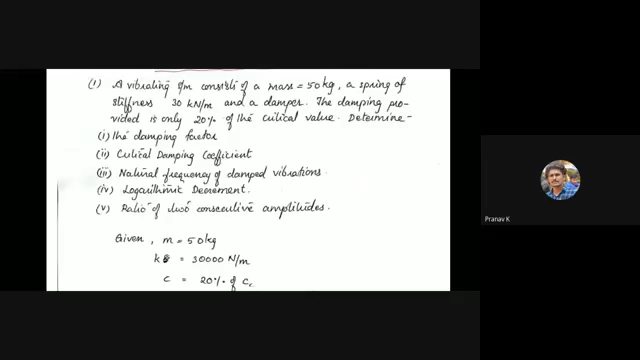 (1) A vibrating s/m consists of a mass = 50 kg, a spring of
stiffness 30 kN/m and a damper. The damping pro-
vided is only 20% of the critical value. Determine -
(i) The damping factor
(ii) Critical Damping Coefficient
(iii) Natural frequency of damped vibrations.
(iv) Logarithmic Decrement.
(v) Ratio of two consecutive amplitudes.
Given, m = 50 kg
k = 30000 N/m
c = 20% of Cc
Pranav K